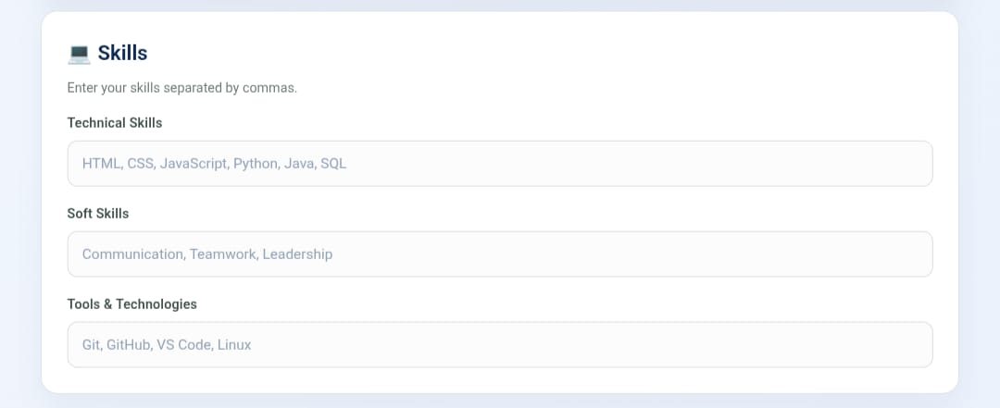 💻 Skills
Enter your skills separated by commas.
Technical Skills
HTML, CSS, JavaScript, Python, Java, SQL
Soft Skills
Communication, Teamwork, Leadership
Tools & Technologies
Git, GitHub, VS Code, Linux